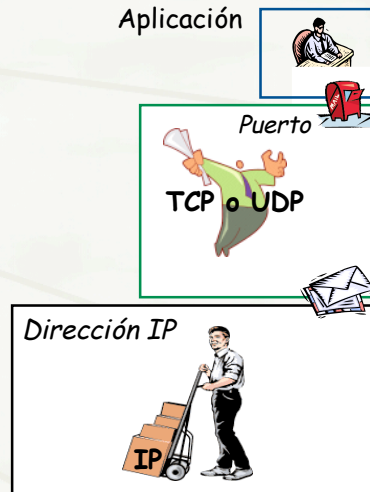 Aplicación
Puerto
TCP o UDP
Dirección IP
IP